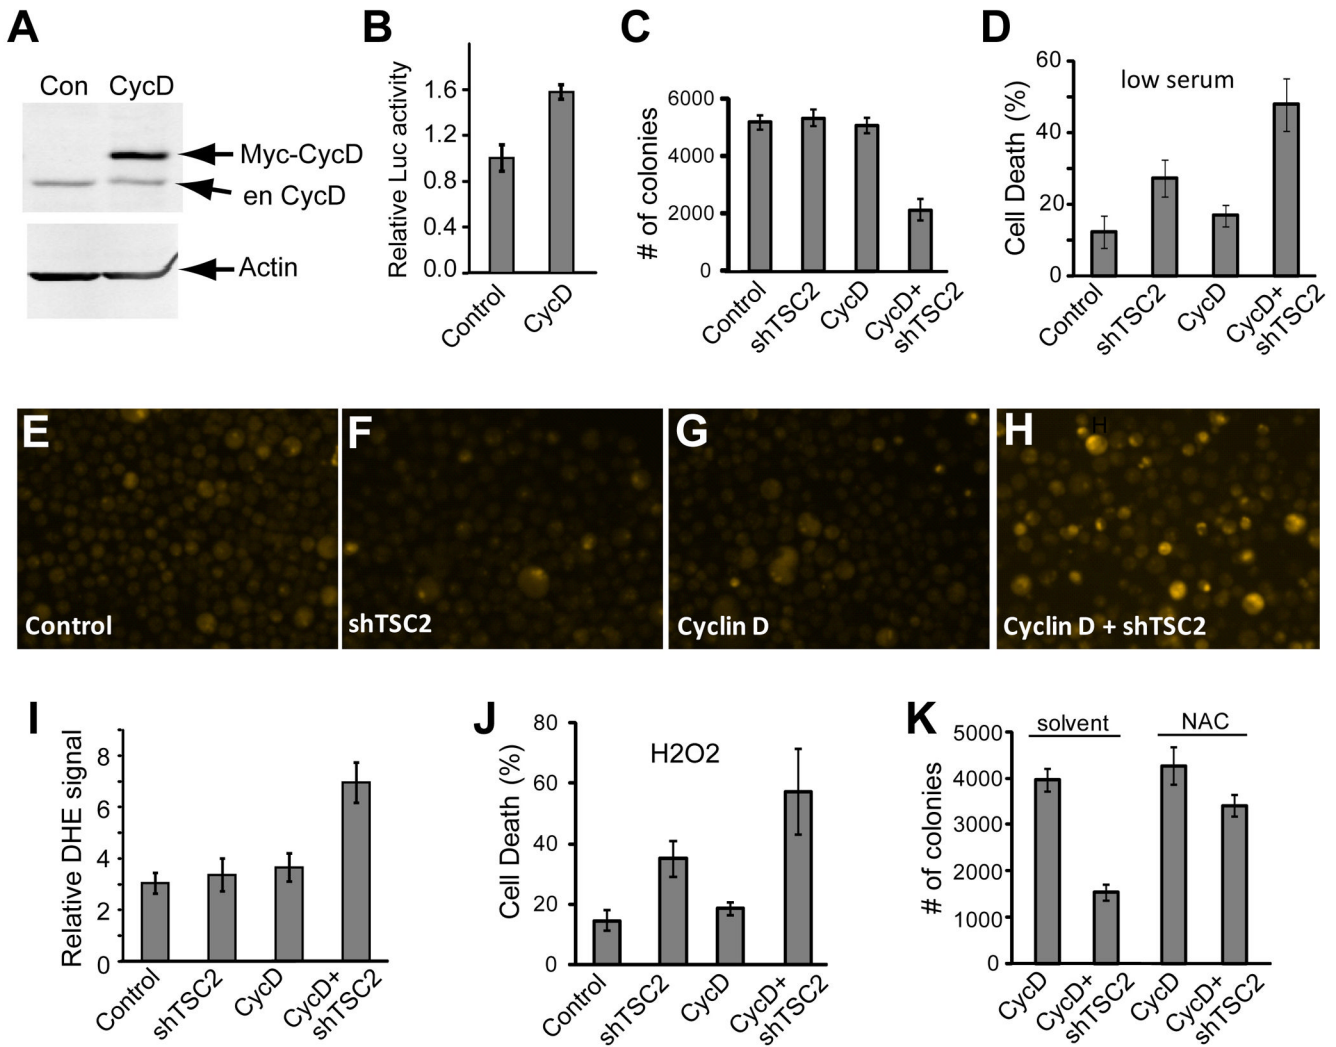 A
Con CycD
Myc-CycD
en CycD
Actin
B
Relative Luc activity
1.6
1.2
0.8
0.4
0.0
Control
CycD
C
# of colonies
6000
4000
2000
0
Control
shTSC2
CycD
CycD+
shTSC2
D
low serum
Cell Death (%)
60
40
20
0
Control
shTSC2
CycD
CycD+
shTSC2
E
Control
F
shTSC2
G
Cyclin D
H
H
Cyclin D + shTSC2
I
Relative DHE signal
8
6
4
2
0
Control
shTSC2
CycD
CycD+
shTSC2
J
H2O2
Cell Death (%)
80
60
40
20
0
Control
shTSC2
CycD
CycD+
shTSC2
K
solvent NAC
# of colonies
5000
4000
3000
2000
1000
0
CycD
CycD+
shTSC2
CycD
CycD+
shTSC2